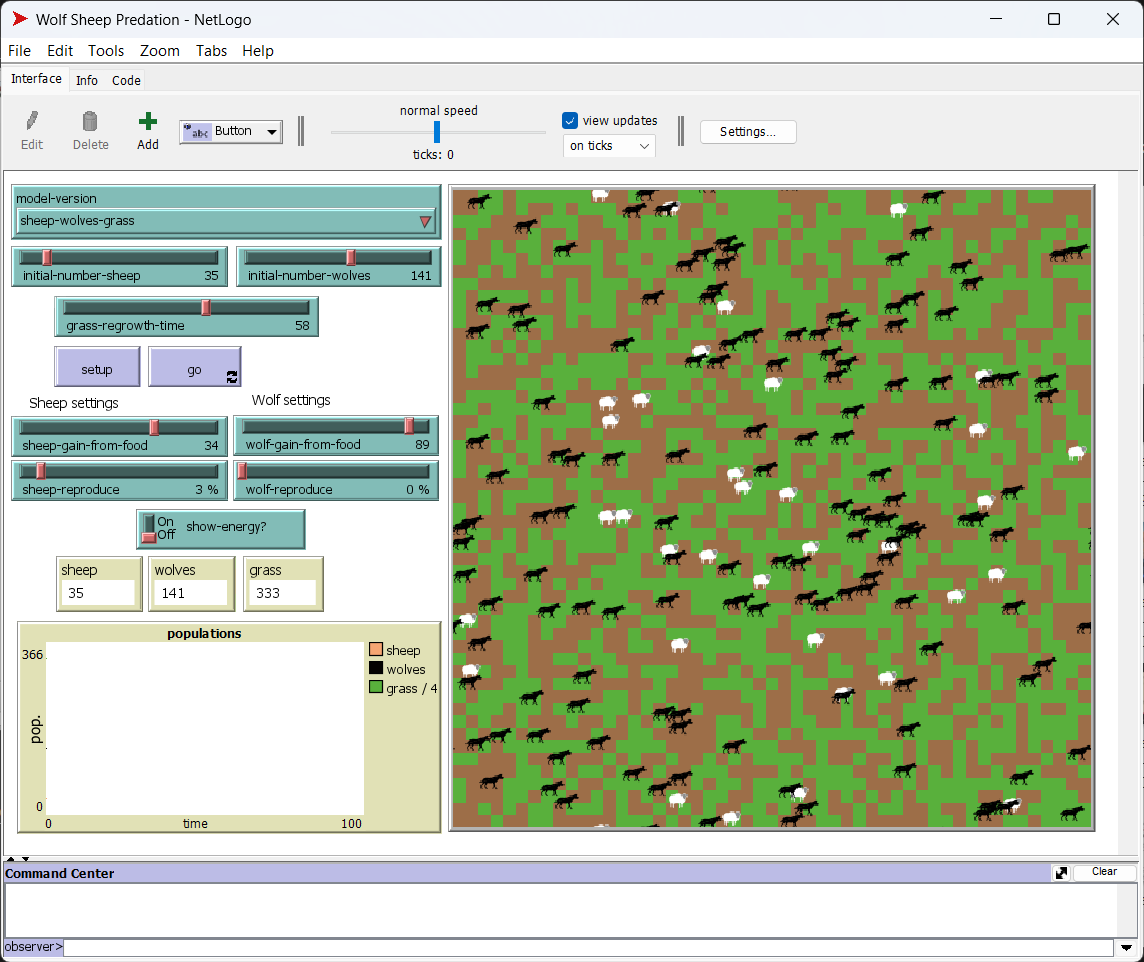 Wolf Sheep Predation - NetLogo
File Edit Tools Zoom Tabs Help
Interface Info Code
normal speed
Edit Delete Add
abc Button
view updates
on ticks
Settings...
ticks: 0
model-version
sheep-wolves-grass
initial-number-sheep 35
initial-number-wolves 141
grass-regrowth-time 58
setup
go
Sheep settings
Wolf settings
sheep-gain-from-food 34
wolf-gain-from-food 89
sheep-reproduce 3 %
wolf-reproduce 0 %
On
Off
show-energy?
sheep
35
wolves
141
grass
333
populations
366
pop.
0
0 time 100
sheep
wolves
grass / 4
Command Center
Clear
observer>